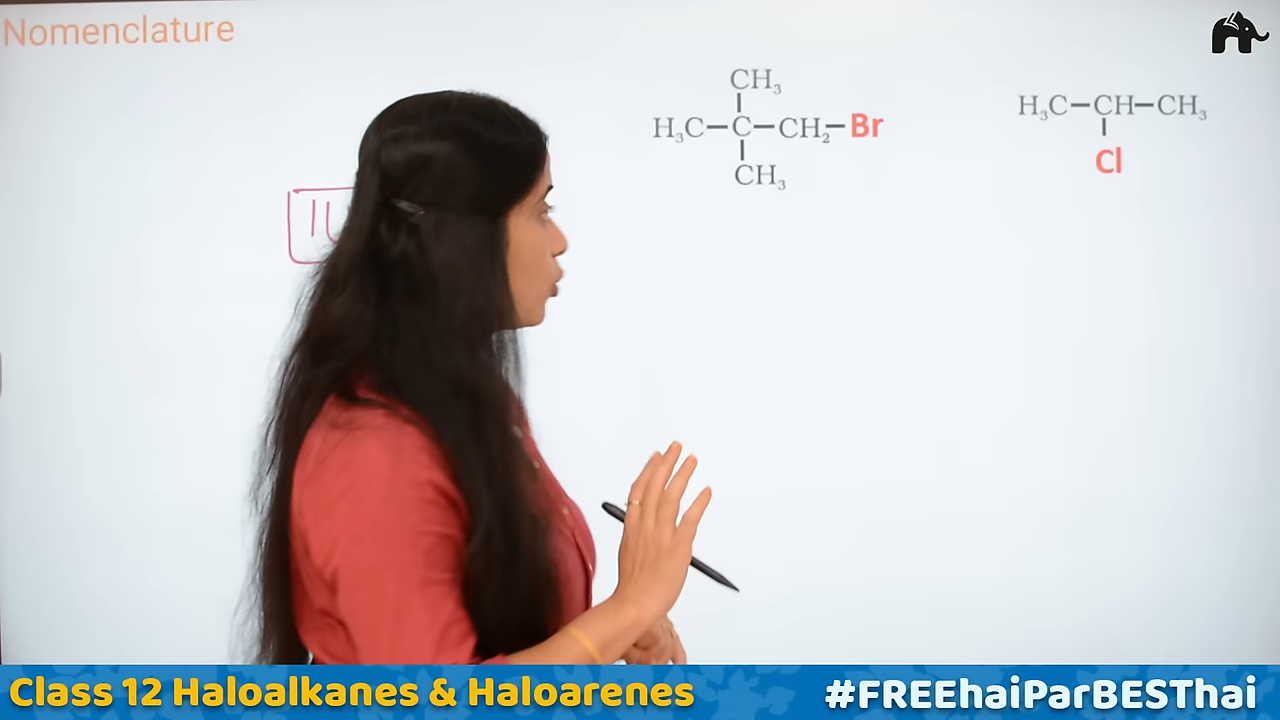 Nomenclature
CH₃
H₃C—C—CH₂—Br
CH₃
H₃C—CH—CH₃
Cl
Class 12 Haloalkanes & Haloarenes
#FREEhaiParBESThai